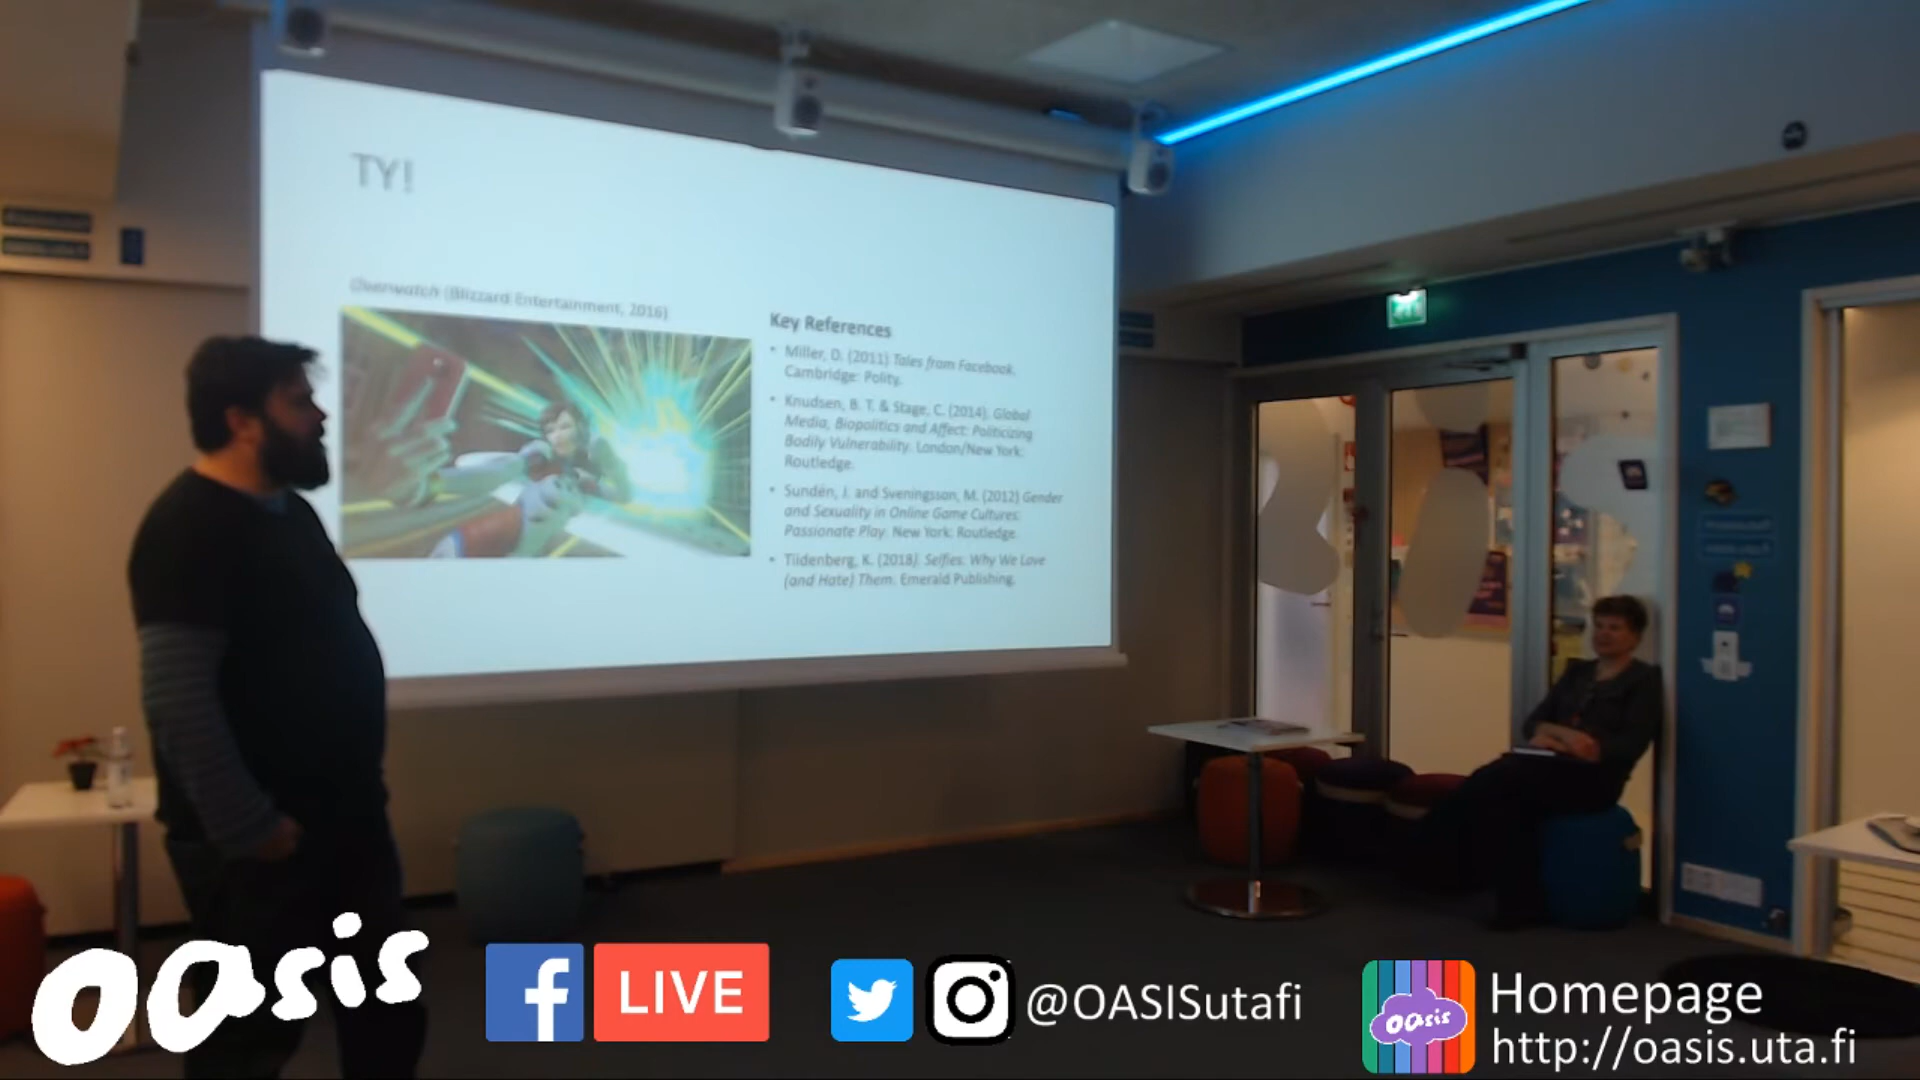 TY!
Overwatch (Blizzard Entertainment, 2016)
Key References
• Miller, D. (2011) Tales from Facebook.
Cambridge: Polity.
• Knudsen, B. T. & Stage, C. (2014). Global
Media, Biopolitics and Affect: Politicizing
Bodily Vulnerability. London/New York:
Routledge.
• Sundén, J. and Sveningsson, M. (2012) Gender
and Sexuality in Online Game Cultures:
Passionate Play. New York: Routledge.
• Tiidenberg, K. (2018). Selfies: Why We Love
(and Hate) Them. Emerald Publishing.
oasis
f LIVE
@OASISutafi
oasis
Homepage
http://oasis.uta.fi